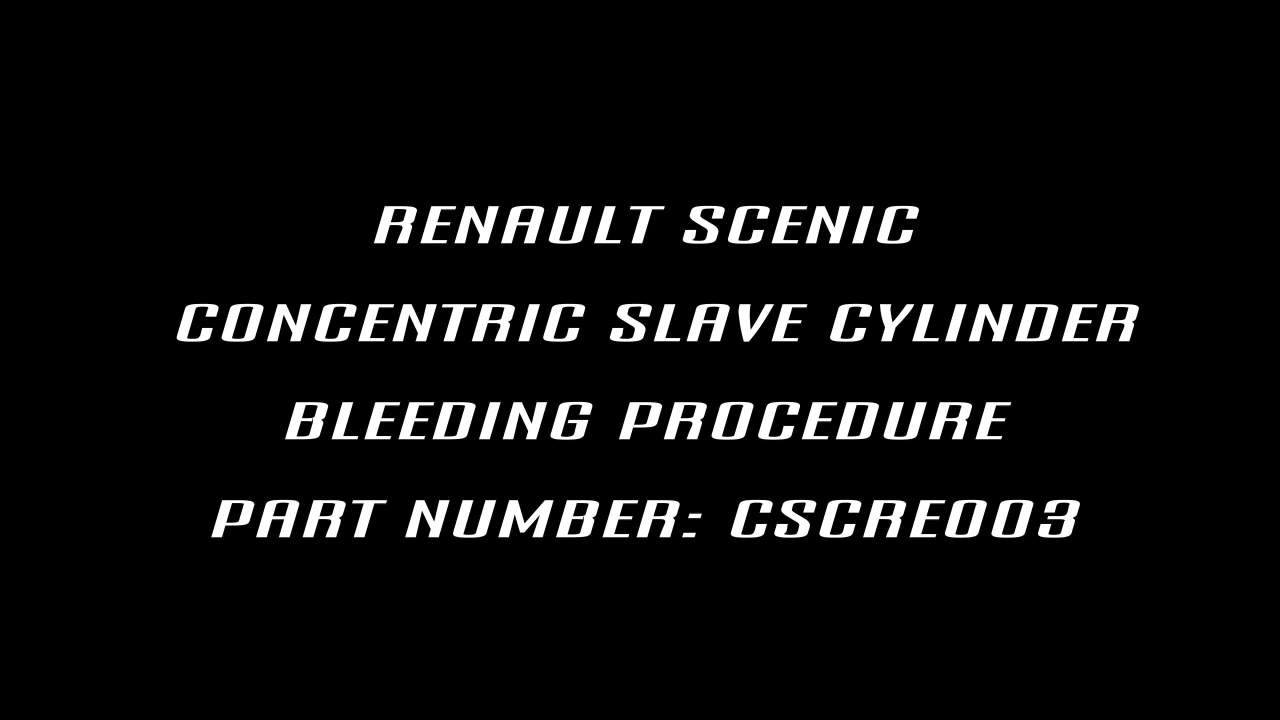 RENAULT SCENIC
CONCENTRIC SLAVE CYLINDER
BLEEDING PROCEDURE
PART NUMBER: CSCRE003